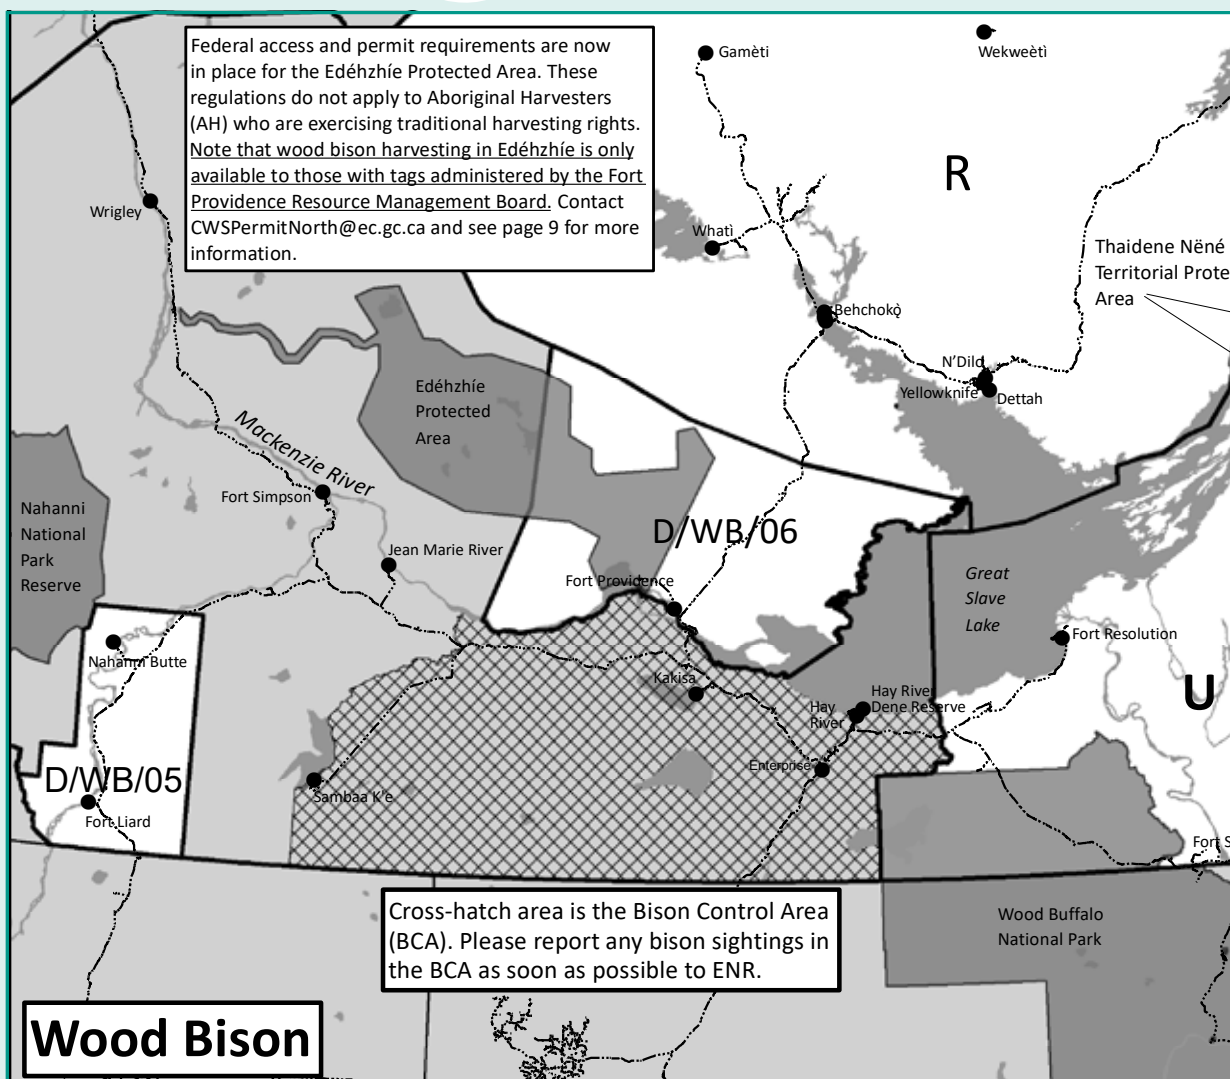 Federal access and permit requirements are now
in place for the Edéhzhíe Protected Area. These
regulations do not apply to Aboriginal Harvesters
(AH) who are exercising traditional harvesting rights.
Note that wood bison harvesting in Edéhzhíe is only
available to those with tags administered by the Fort
Providence Resource Management Board. Contact
CWSPermitNorth@ec.gc.ca and see page 9 for more
information.
Gamètì
Wekweètì
R
Wrigley
Whatì
Thaidene Nëné
Territorial Prote
Area
Behchokǫ̀
N'Dilo
Yellowknife
Dettah
Edéhzhíe
Protected
Area
Mackenzie River
Fort Simpson
Nahanni
National
Park
Reserve
Jean Marie River
D/WB/06
Fort Providence
Great
Slave
Lake
Fort Resolution
Nahanni Butte
Kakisa
Hay River
Dene Reserve
Hay
River
U
Enterprise
D/WB/05
Sambaa K'e
Fort Liard
Fort S
Cross-hatch area is the Bison Control Area
(BCA). Please report any bison sightings in
the BCA as soon as possible to ENR.
Wood Buffalo
National Park
Wood Bison